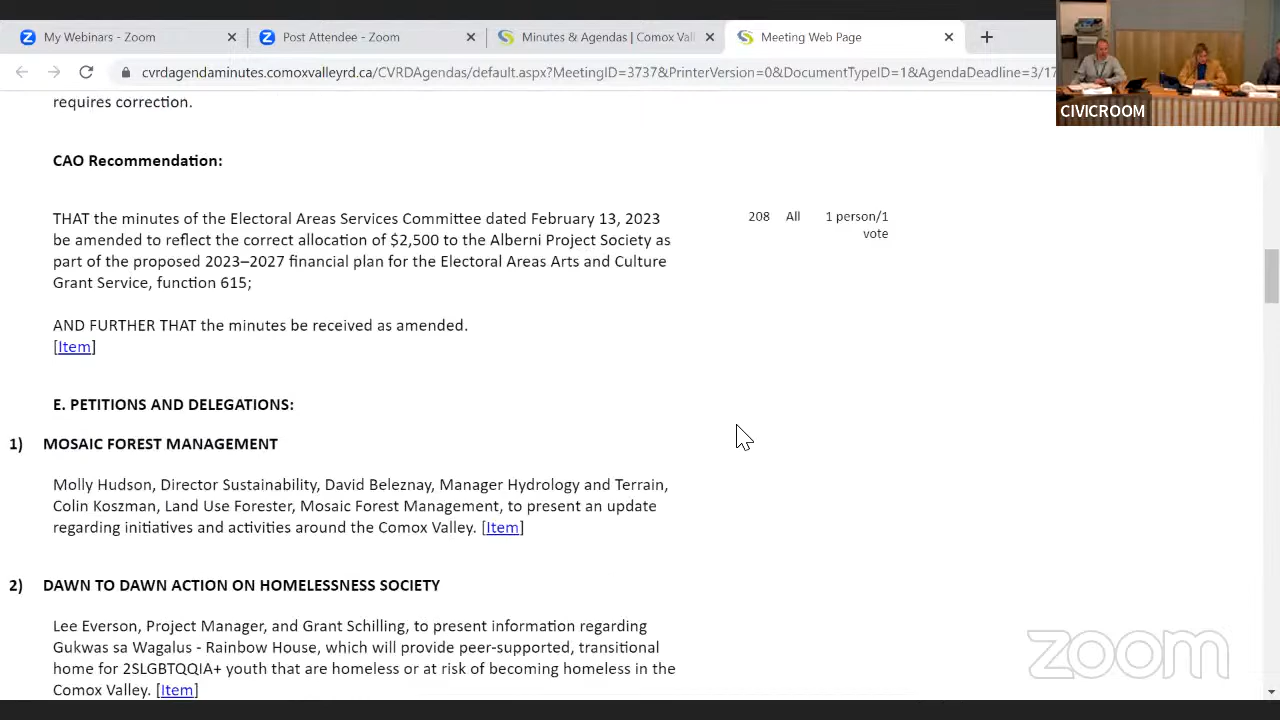 My Webinars - Zoom
Post Attendee - Zoom
Minutes & Agendas | Comox Vall
Meeting Web Page
cvrdagendaminutes.comoxvalleyrd.ca/CVRDAgendas/default.aspx?MeetingID=3737&PrinterVersion=0&DocumentTypeID=1&AgendaDeadline=3/17
CIVICROOM
requires correction.
CAO Recommendation:
THAT the minutes of the Electoral Areas Services Committee dated February 13, 2023
be amended to reflect the correct allocation of $2,500 to the Alberni Project Society as
part of the proposed 2023–2027 financial plan for the Electoral Areas Arts and Culture
Grant Service, function 615;
208 All 1 person/1
vote
AND FURTHER THAT the minutes be received as amended.
[Item]
E. PETITIONS AND DELEGATIONS:
1) MOSAIC FOREST MANAGEMENT
Molly Hudson, Director Sustainability, David Beleznay, Manager Hydrology and Terrain,
Colin Koszman, Land Use Forester, Mosaic Forest Management, to present an update
regarding initiatives and activities around the Comox Valley. [Item]
2) DAWN TO DAWN ACTION ON HOMELESSNESS SOCIETY
Lee Everson, Project Manager, and Grant Schilling, to present information regarding
Gukwas sa Wagalus - Rainbow House, which will provide peer-supported, transitional
home for 2SLGBTQQIA+ youth that are homeless or at risk of becoming homeless in the
Comox Valley. [Item]
zoom